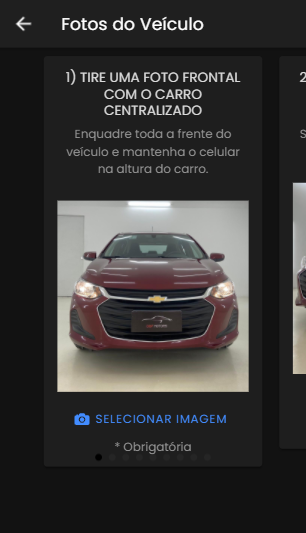 Fotos do Veículo
1) TIRE UMA FOTO FRONTAL
COM O CARRO
CENTRALIZADO
Enquadre toda a frente do
veículo e mantenha o celular
na altura do carro.
SELECIONAR IMAGEM
* Obrigatória
2
S